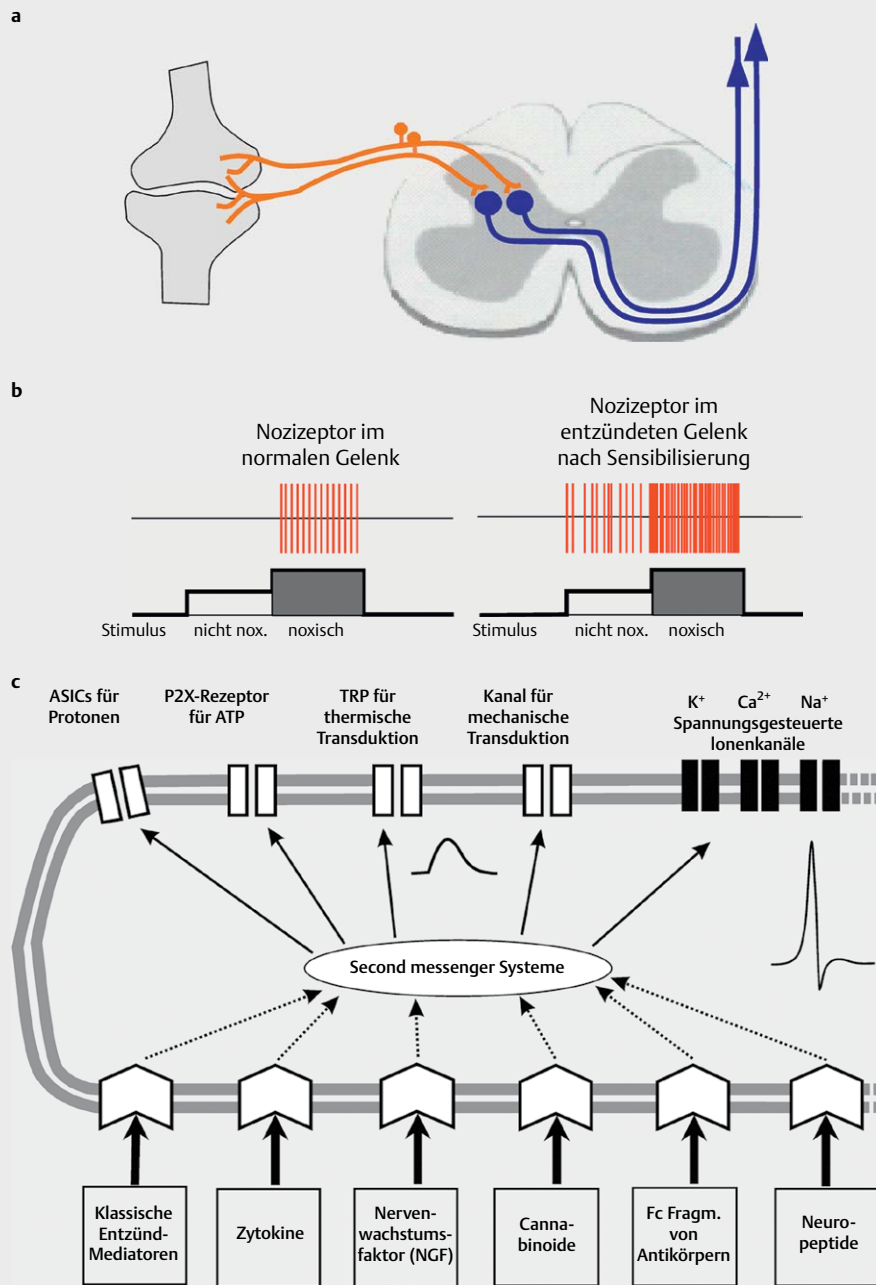 a
b
Nozizeptor im
normalen Gelenk
Nozizeptor im
entzündeten Gelenk
nach Sensibilisierung
Stimulus nicht nox. noxisch
Stimulus nicht nox. noxisch
c
ASICs für
Protonen
P2X-Rezeptor
für ATP
TRP für
thermische
Transduktion
Kanal für
mechanische
Transduktion
K+ Ca2+ Na+
Spannungsgesteuerte
Ionenkanäle
Second messenger Systeme
Klassische
Entzünd-
Mediatoren
Zytokine
Nerven-
wachstums-
faktor (NGF)
Canna-
binoide
Fc Fragm.
von
Antikörpern
Neuro-
peptide